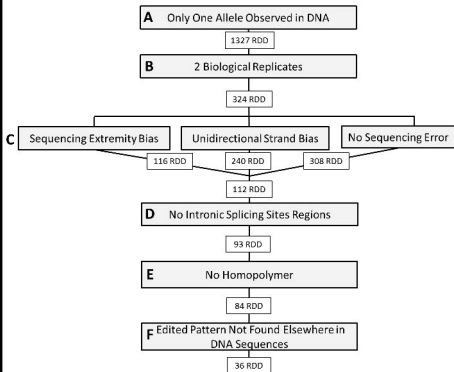 A Only One Allele Observed in DNA
1327 RDD
B 2 Biological Replicates
324 RDD
C Sequencing Extremity Bias Unidirectional Strand Bias No Sequencing Error
116 RDD 240 RDD 308 RDD
112 RDD
D No Intronic Splicing Sites Regions
93 RDD
E No Homopolymer
84 RDD
F Edited Pattern Not Found Elsewhere in
DNA Sequences
36 RDD